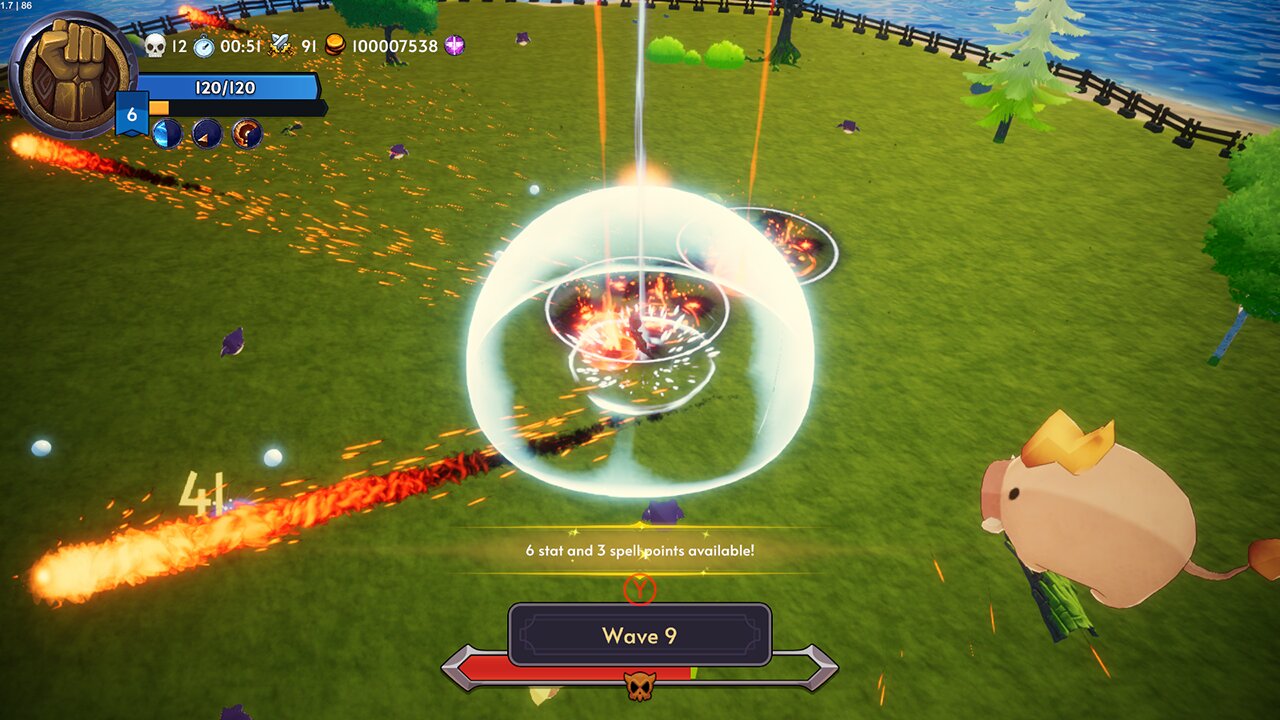 1.7 | 86
12 00:51 91 100007538
120/120
6
41
6 stat and 3 spell points available!
Y
Wave 9